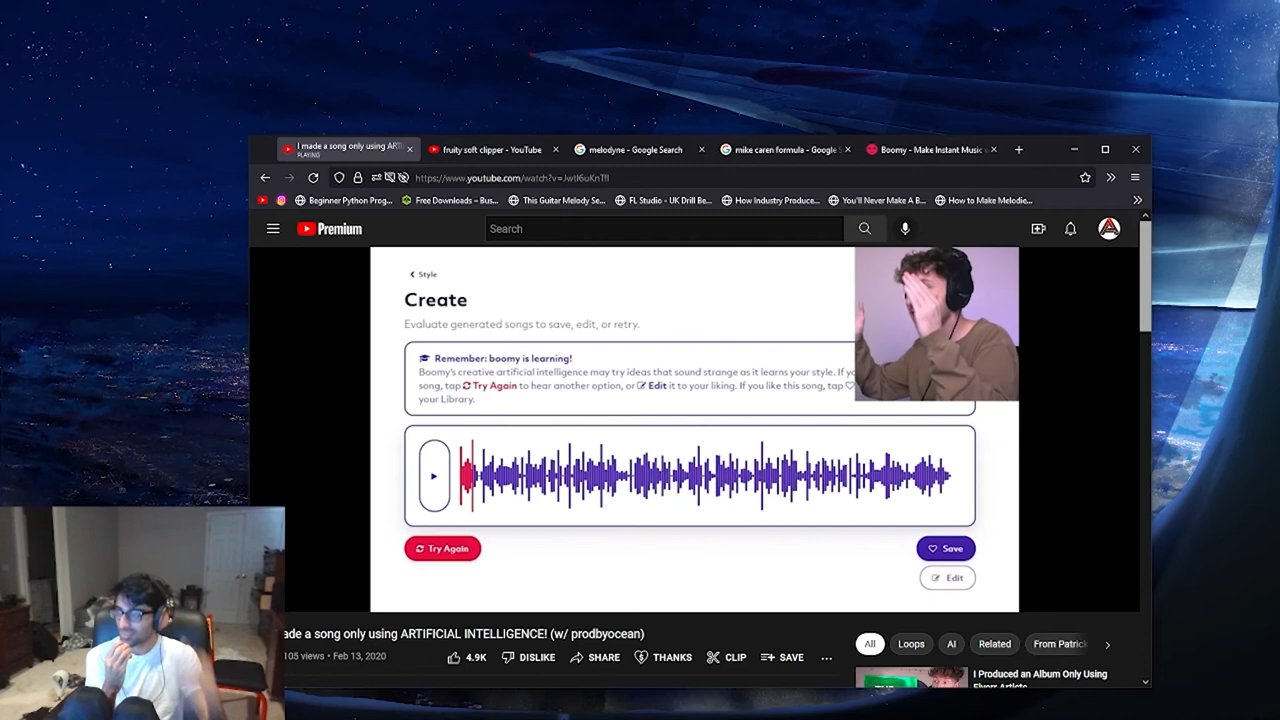 I made a song only using ARTI
PLAYING
fruity soft clipper - YouTube
melodyne - Google Search
mike caren formula - Google S
Boomy - Make Instant Music
Beginner Python Prog...
Free Downloads – Bus...
This Guitar Melody Se...
FL Studio - UK Drill Be...
How Industry Produce...
You'll Never Make A B...
How to Make Melodie...
Premium
Search
Style
Create
Evaluate generated songs to save, edit, or retry.
Remember: boomy is learning!
Boomy's creative artificial intelligence may try ideas that sound strange as it learns your style. If yo
song, tap Try Again to hear another option, or Edit it to your liking. If you like this song, tap
your Library.
Try Again
Save
Edit
ade a song only using ARTIFICIAL INTELLIGENCE! (w/ prodbyocean)
105 views • Feb 13, 2020
4.9K
DISLIKE
SHARE
THANKS
CLIP
SAVE
All
Loops
AI
Related
From Patrick
I Produced an Album Only Using
Fiverr Artists